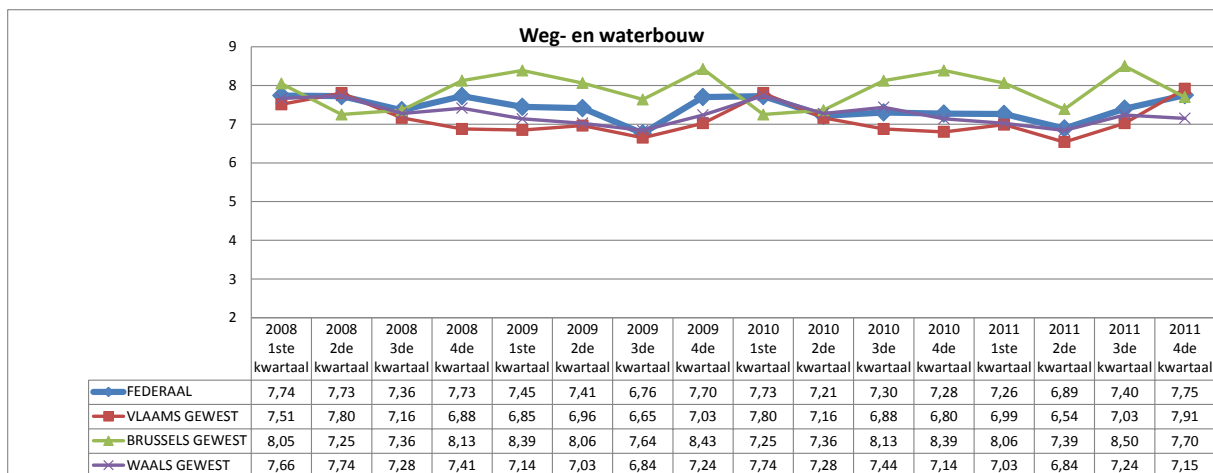 Weg- en waterbouw
9
8
7
6
5
4
3
2
2008 2008 2008 2008 2009 2009 2009 2009 2010 2010 2010 2010 2011 2011 2011 2011
1ste 2de 3de 4de 1ste 2de 3de 4de 1ste 2de 3de 4de 1ste 2de 3de 4de
kwartaal kwartaal kwartaal kwartaal kwartaal kwartaal kwartaal kwartaal kwartaal kwartaal kwartaal kwartaal kwartaal kwartaal kwartaal kwartaal
FEDERAAL 7,74 7,73 7,36 7,73 7,45 7,41 6,76 7,70 7,73 7,21 7,30 7,28 7,26 6,89 7,40 7,75
VLAAMS GEWEST 7,51 7,80 7,16 6,88 6,85 6,96 6,65 7,03 7,80 7,16 6,88 6,80 6,99 6,54 7,03 7,91
BRUSSELS GEWEST 8,05 7,25 7,36 8,13 8,39 8,06 7,64 8,43 7,25 7,36 8,13 8,39 8,06 7,39 8,50 7,70
WAALS GEWEST 7,66 7,74 7,28 7,41 7,14 7,03 6,84 7,24 7,74 7,28 7,44 7,14 7,03 6,84 7,24 7,15